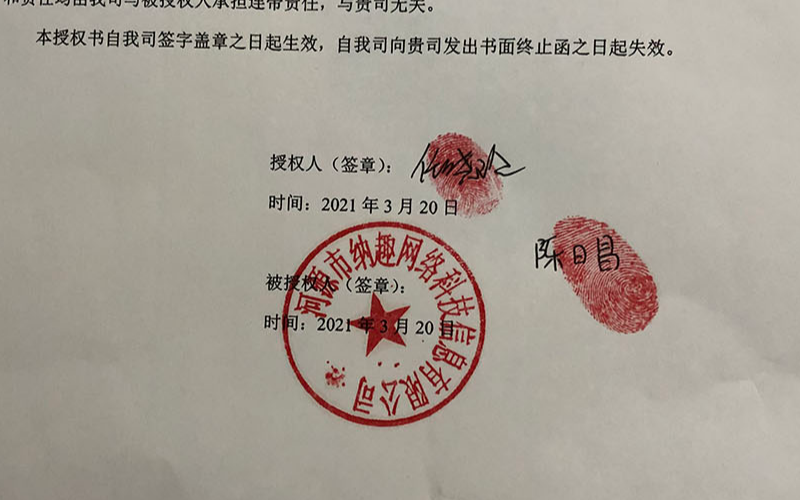 和责任均由我司与被授权人承担连带责任，与贵司无关。
本授权书自我司签字盖章之日起生效，自我司向贵司发出书面终止函之日起失效。
授权人（签章）：
时间：2021 年 3 月 20 日
陈日昌
被授权人（签章）：
时间：2021 年 3 月 20 日
河源市纳趣网络科技信息有限公司